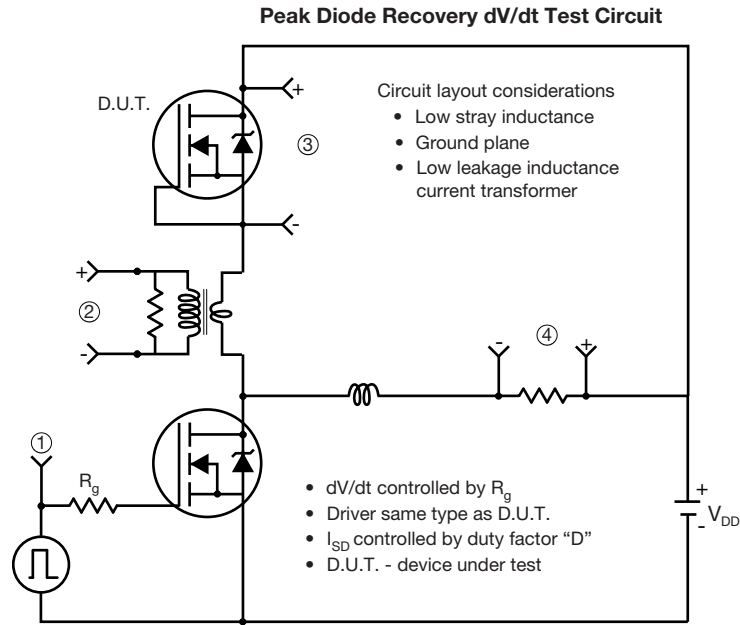 Peak Diode Recovery dV/dt Test Circuit
D.U.T.
+
③
-
Circuit layout considerations
• Low stray inductance
• Ground plane
• Low leakage inductance
current transformer
+
②
-
-
④
+
①
Rg
• dV/dt controlled by Rg
• Driver same type as D.U.T.
• ISD controlled by duty factor “D”
• D.U.T. - device under test
+
VDD
-